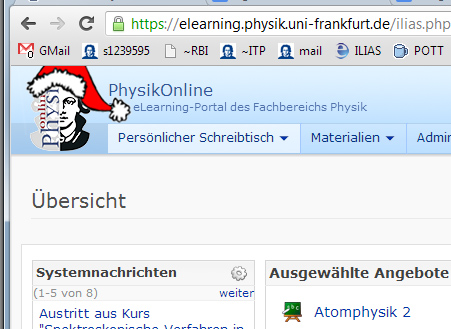 https://elearning.physik.uni-frankfurt.de/ilias.php
GMail s1239595 ~RBI ~ITP mail ILIAS POTT
PhysikOnline
eLearning-Portal des Fachbereichs Physik
Persönlicher Schreibtisch Materialien Admin
Übersicht
Systemnachrichten
(1-5 von 8) weiter
Austritt aus Kurs
"Spektroskopische Verfahren in
Ausgewählte Angebote
abc
Atomphysik 2